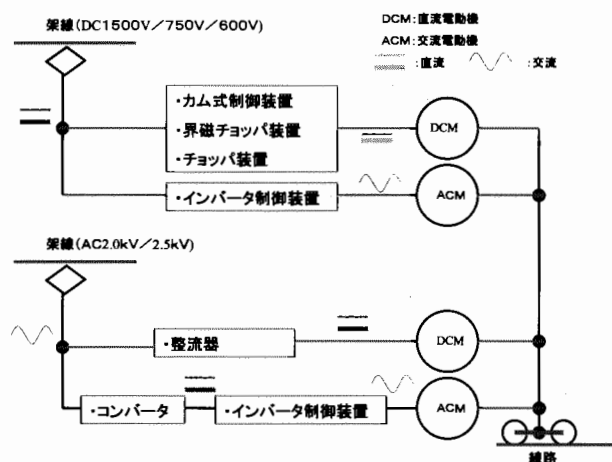 架線(DC1500V/750V/600V)
DCM:直流電動機
ACM:交流電動機
:直流
:交流
・カム式制御装置
・界磁チョッパ装置
・チョッパ装置
DCM
・インバータ制御装置
ACM
架線(AC2.0kV/2.5kV)
・整流器
DCM
・コンバータ
・インバータ制御装置
ACM
線路